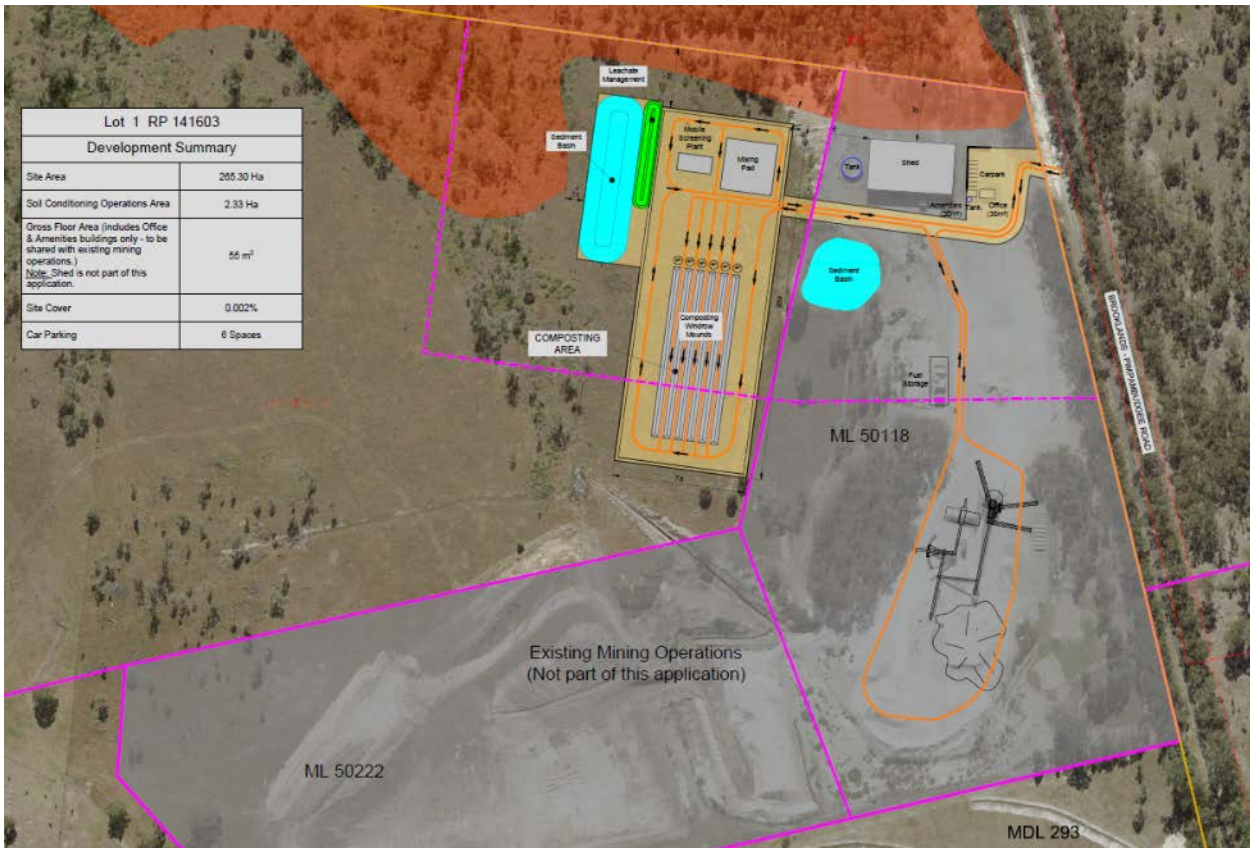 Lot 1 RP 141603
Development Summary
Site Area
265.30 Ha
Soil Conditioning Operations Area
2.33 Ha
Gross Floor Area (includes Office
& Amenities buildings only - to be
shared with existing mining
operations.)
Note: Shed is not part of this
application.
55 m²
Site Cover
0.002%
Car Parking
6 Spaces
Leachate
Management
Sediment
Basin
Mobile
Screening
Plant
Mixing
Pad
Tank
Shed
Carpark
Amenities
Tank
Office
Sediment
Basin
COMPOSTING
AREA
Composting
Windrow
Mounds
Fuel
Storage
BROOKLANDS - PIMPAMBUDGEE ROAD
ML 50118
Existing Mining Operations
(Not part of this application)
ML 50222
MDL 293